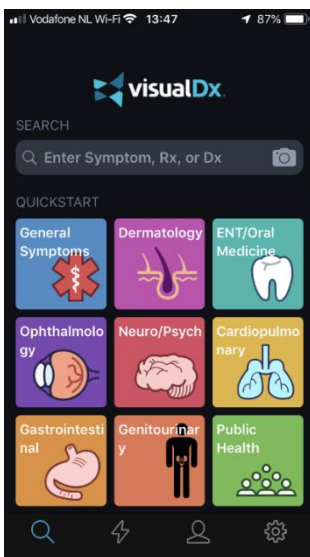 Vodafone NL Wi-Fi 13:47 87%
visualDx
SEARCH
Enter Symptom, Rx, or Dx
QUICKSTART
General
Symptoms
Dermatology
ENT/Oral
Medicine
Ophthalmolo
gy
Neuro/Psych
Cardiopulmo
nary
Gastrointesti
nal
Genitourinar
y
Public
Health